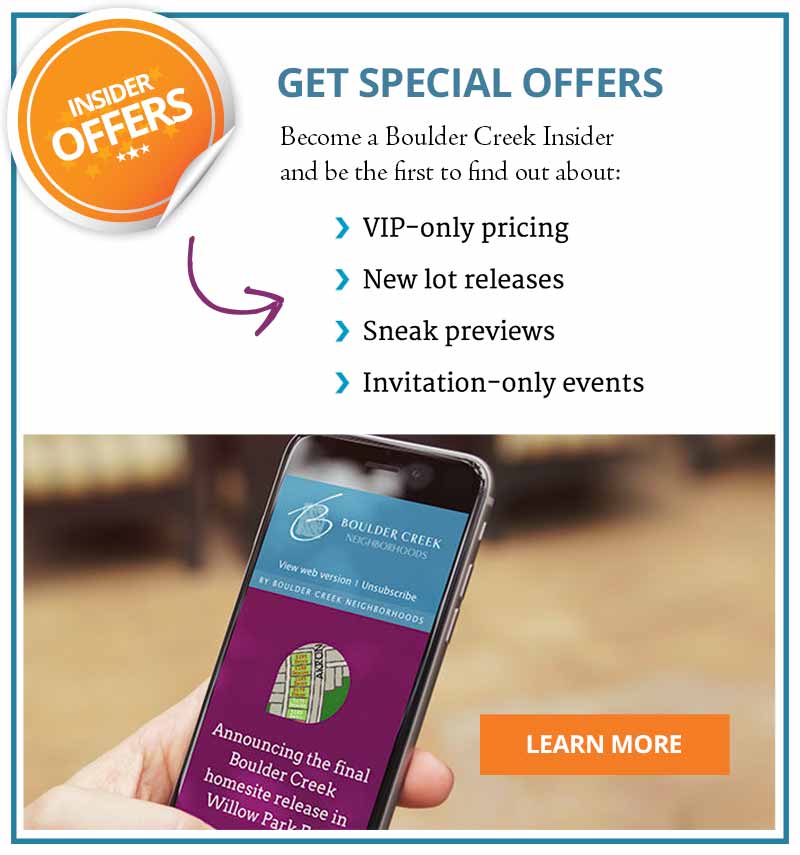 INSIDER
OFFERS
GET SPECIAL OFFERS
Become a Boulder Creek Insider
and be the first to find out about:
VIP-only pricing
New lot releases
Sneak previews
Invitation-only events
BOULDER CREEK
NEIGHBORHOODS
View web version | Unsubscribe
BY BOULDER CREEK NEIGHBORHOODS
AKRON
Announcing the final
Boulder Creek
homesite release in
Willow Park
LEARN MORE